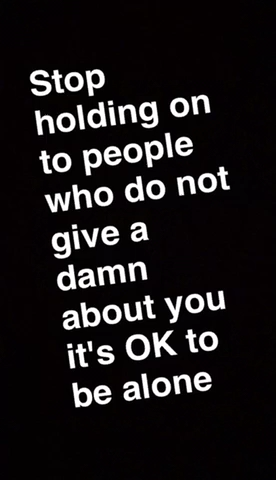 Stop
holding on
to people
who do not
give a
damn
about you
it's OK to
be alone